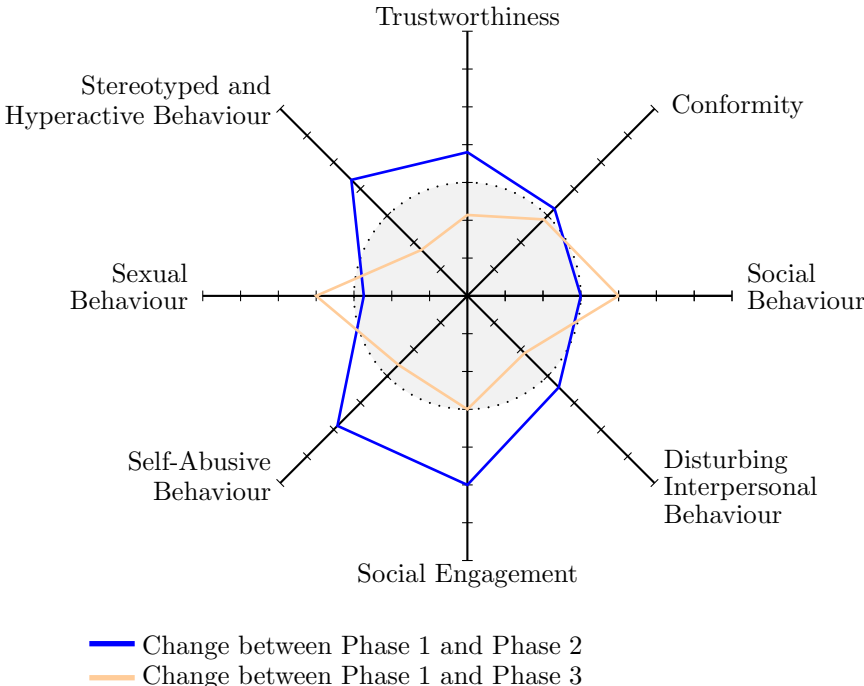 Trustworthiness
Stereotyped and
Hyperactive Behaviour
Conformity
Sexual
Behaviour
Social
Behaviour
Self-Abusive
Behaviour
Disturbing
Interpersonal
Behaviour
Social Engagement
Change between Phase 1 and Phase 2
Change between Phase 1 and Phase 3